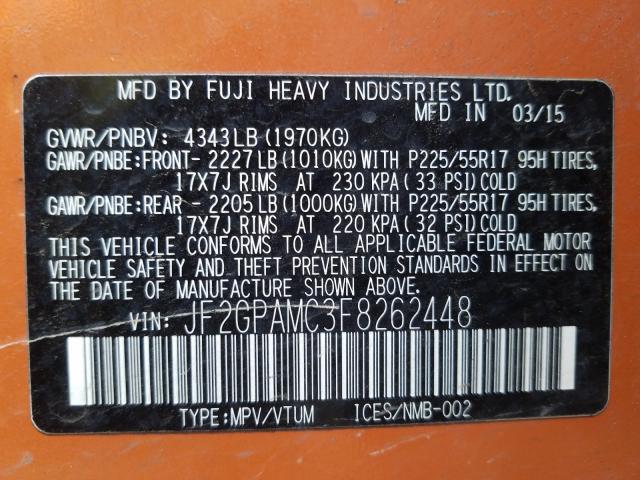 MFD BY FUJI HEAVY INDUSTRIES LTD.
MFD IN 03/15
GVWR/PNBV: 4343LB(1970KG)
GAWR/PNBE:FRONT- 2227LB(1010KG)WITH P225/55R17 95H TIRES,
17X7J RIMS AT 230 KPA( 33 PSI)COLD
GAWR/PNBE:REAR - 2205LB(1000KG)WITH P225/55R17 95H TIRES,
17X7J RIMS AT 220 KPA( 32 PSI)COLD
THIS VEHICLE CONFORMS TO ALL APPLICABLE FEDERAL MOTOR
VEHICLE SAFETY AND THEFT PREVENTION STANDARDS IN EFFECT ON
THE DATE OF MANUFACTURE SHOWN ABOVE.
VIN: JF2GPAMC3F8262448
TYPE:MPV/VTUM ICES/NMB-002